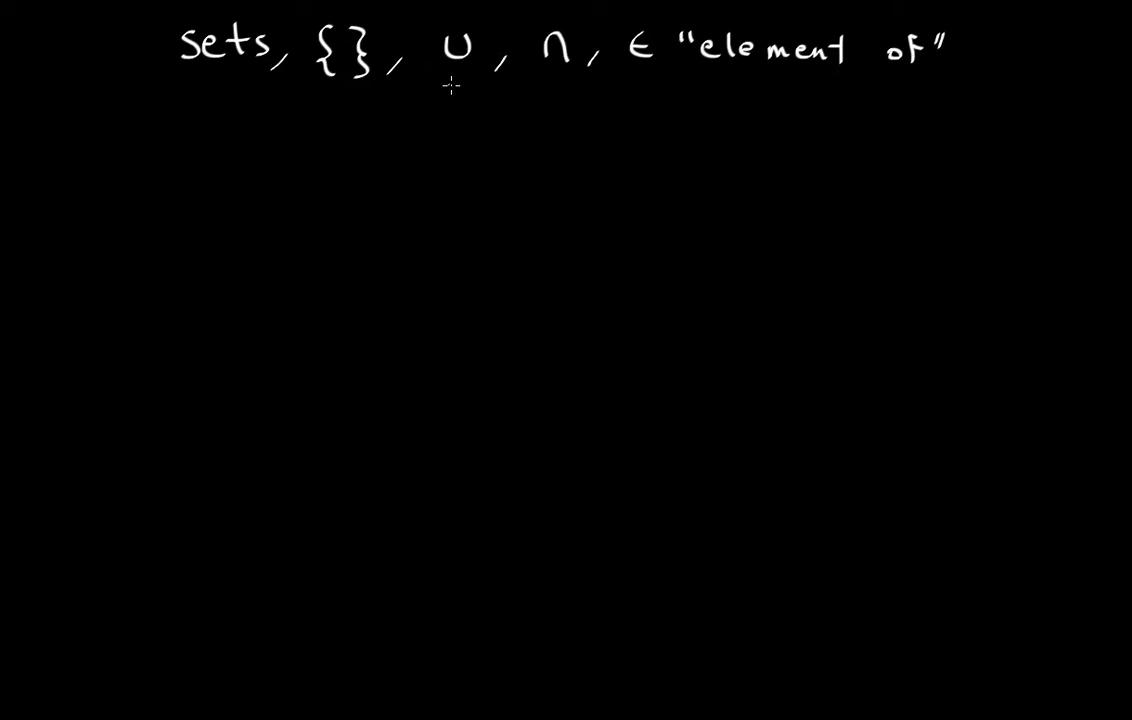 sets, {}, ∪, ∩, ∈ "element of"